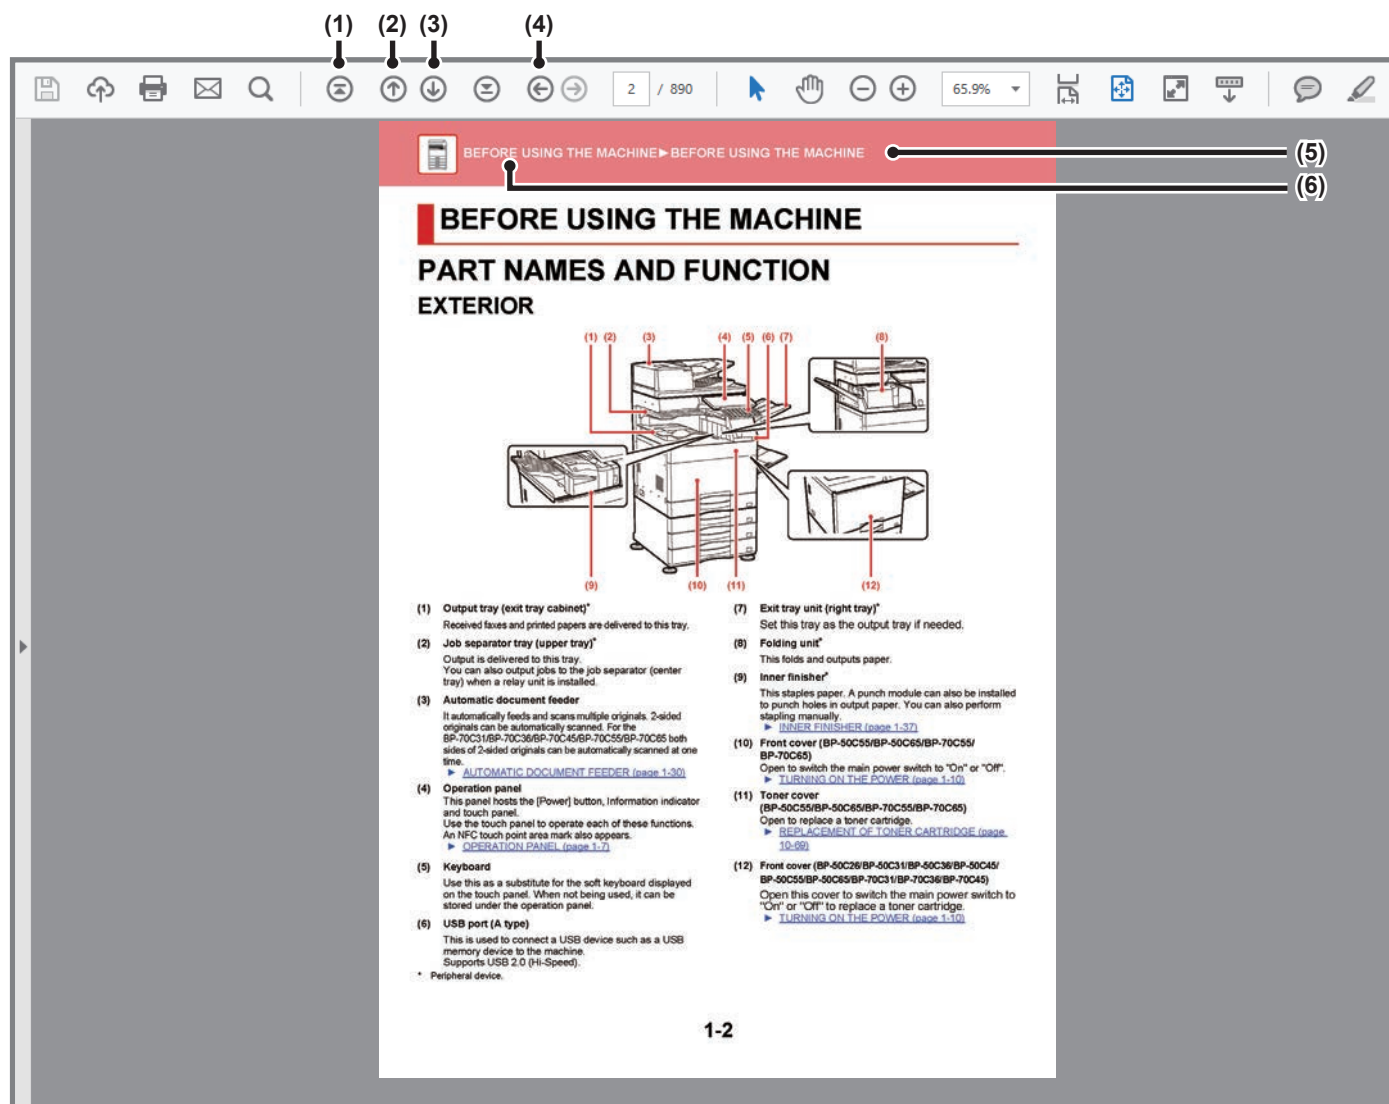 (1) (2) (3) (4)
2 / 890 65.9%
BEFORE USING THE MACHINE►BEFORE USING THE MACHINE
(5)
(6)
BEFORE USING THE MACHINE
PART NAMES AND FUNCTION
EXTERIOR
(1) (2) (3) (4) (5) (6) (7) (8)
(9) (10) (11) (12)
(1) Output tray (exit tray cabinet)*
Received faxes and printed papers are delivered to this tray.
(2) Job separator tray (upper tray)*
Output is delivered to this tray.
You can also output jobs to the job separator (center
tray) when a relay unit is installed.
(3) Automatic document feeder
It automatically feeds and scans multiple originals. 2-sided
originals can be automatically scanned. For the
BP-70C31/BP-70C36/BP-70C45/BP-70C55/BP-70C65 both
sides of 2-sided originals can be automatically scanned at one
time.
► AUTOMATIC DOCUMENT FEEDER (page 1-30)
(4) Operation panel
This panel hosts the [Power] button, Information indicator
and touch panel.
Use the touch panel to operate each of these functions.
An NFC touch point area mark also appears.
► OPERATION PANEL (page 1-7)
(5) Keyboard
Use this as a substitute for the soft keyboard displayed
on the touch panel. When not being used, it can be
stored under the operation panel.
(6) USB port (A type)
This is used to connect a USB device such as a USB
memory device to the machine.
Supports USB 2.0 (Hi-Speed).
* Peripheral device.
(7) Exit tray unit (right tray)*
Set this tray as the output tray if needed.
(8) Folding unit*
This folds and outputs paper.
(9) Inner finisher*
This staples paper. A punch module can also be installed
to punch holes in output paper. You can also perform
stapling manually.
► INNER FINISHER (page 1-37)
(10) Front cover (BP-50C55/BP-50C65/BP-70C55/
BP-70C65)
Open to switch the main power switch to "On" or "Off".
► TURNING ON THE POWER (page 1-10)
(11) Toner cover
(BP-50C55/BP-50C65/BP-70C55/BP-70C65)
Open to replace a toner cartridge.
► REPLACEMENT OF TONER CARTRIDGE (page
10-69)
(12) Front cover (BP-50C26/BP-50C31/BP-50C36/BP-50C45/
BP-50C55/BP-50C65/BP-70C31/BP-70C36/BP-70C45)
Open this cover to switch the main power switch to
"On" or "Off" to replace a toner cartridge.
► TURNING ON THE POWER (page 1-10)
1-2